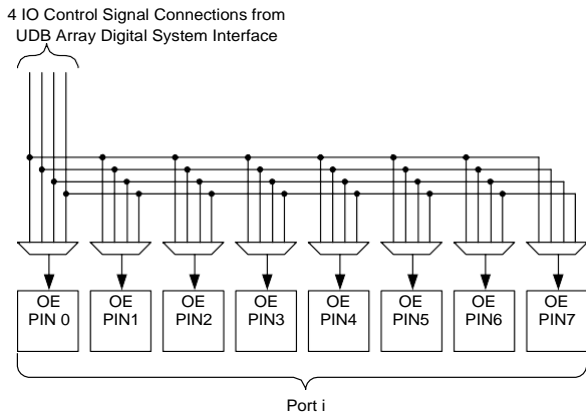 4 IO Control Signal Connections from
UDB Array Digital System Interface
OE
PIN 0
OE
PIN1
OE
PIN2
OE
PIN3
OE
PIN4
OE
PIN5
OE
PIN6
OE
PIN7
Port i